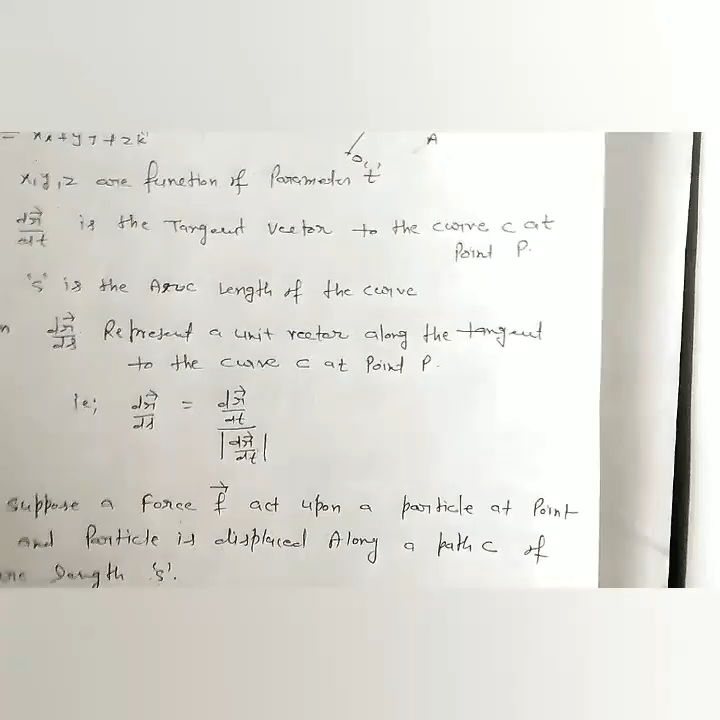 = xi + yj + zk
A
O
x, y, z are function of Parameter 't'
dr⃗/dt is the Tangent Vector to the curve c at
Point P.
's' is the Arc Length of the curve
n dr⃗/ds Represent a unit vector along the tangent
to the curve c at Point P.
ie; dr⃗/ds = (dr⃗/dt)/|dr⃗/dt|
Suppose a Force f⃗ act upon a particle at Point
and Particle is displaced Along a path c of
length 's'.